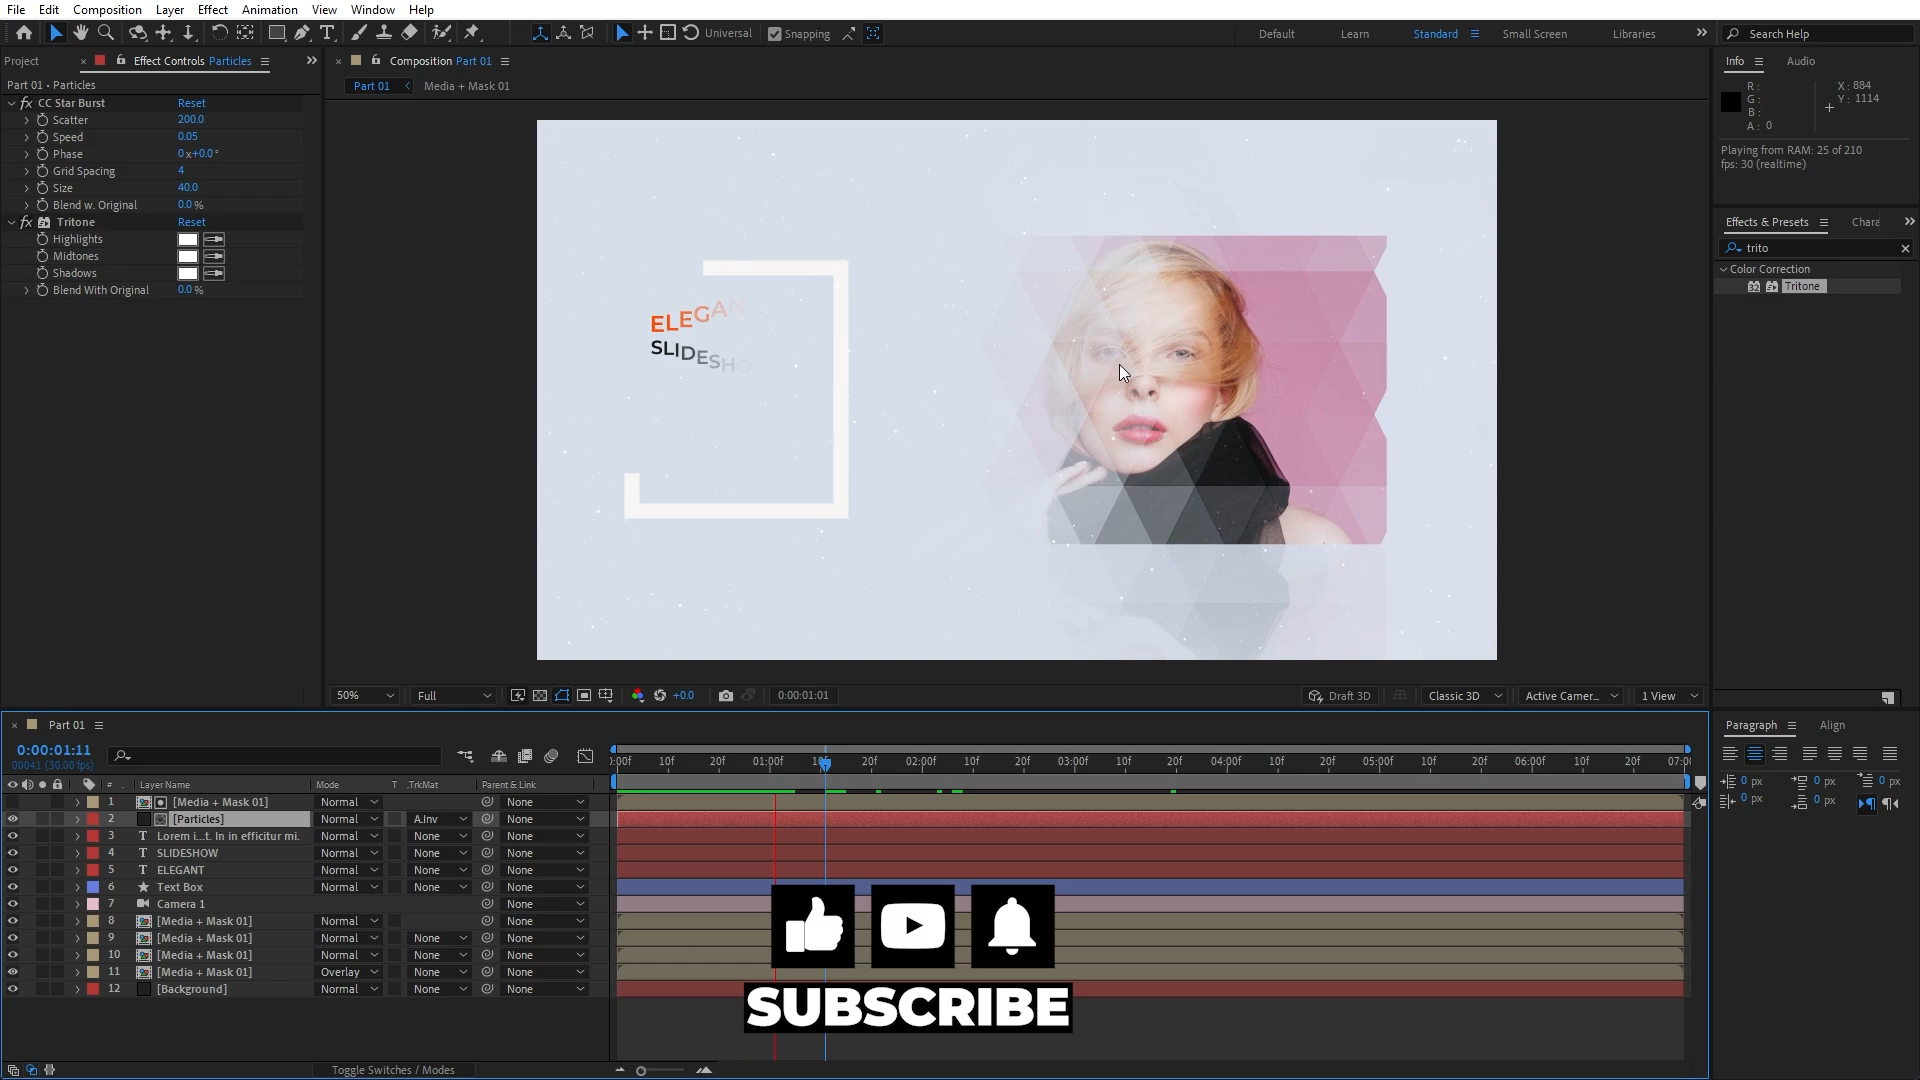 File Edit Composition Layer Effect Animation View Window Help
Universal Snapping Default Learn Standard Small Screen Libraries Search Help
Project Effect Controls Particles
Part 01 • Particles
fx CC Star Burst Reset
Scatter 200.0
Speed 0.05
Phase 0x+0.0°
Grid Spacing 4
Size 40.0
Blend w. Original 0.0 %
fx Tritone Reset
Highlights
Midtones
Shadows
Blend With Original 0.0 %
Composition Part 01
Part 01 Media + Mask 01
ELEGAN
SLIDESHO
50% Full +0.0 0:00:01:01 Draft 3D Classic 3D Active Camer... 1 View
Info Audio
R: X: 884
G: Y: 1114
B:
A: 0
Playing from RAM: 25 of 210
fps: 30 (realtime)
Effects & Presets Chara
trito
Color Correction
32 Tritone
Paragraph Align
0 px 0 px 0 px
0 px 0 px
Part 01
0:00:01:11
00041 (30.00 fps)
# Layer Name Mode T .TrkMat Parent & Link
):00f 10f 20f 01:00f 10f 20f 02:00f 10f 20f 03:00f 10f 20f 04:00f 10f 20f 05:00f 10f 20f 06:00f 10f 20f 07:0(
1 [Media + Mask 01] Normal None
2 [Particles] Normal A.Inv None
3 T Lorem i...t. In in efficitur mi. Normal None None
4 T SLIDESHOW Normal None None
5 T ELEGANT Normal None None
6 Text Box Normal None None
7 Camera 1 None
8 [Media + Mask 01] Normal None
9 [Media + Mask 01] Normal None None
10 [Media + Mask 01] Normal None None
11 [Media + Mask 01] Overlay None None
12 [Background] Normal None None
SUBSCRIBE
Toggle Switches / Modes